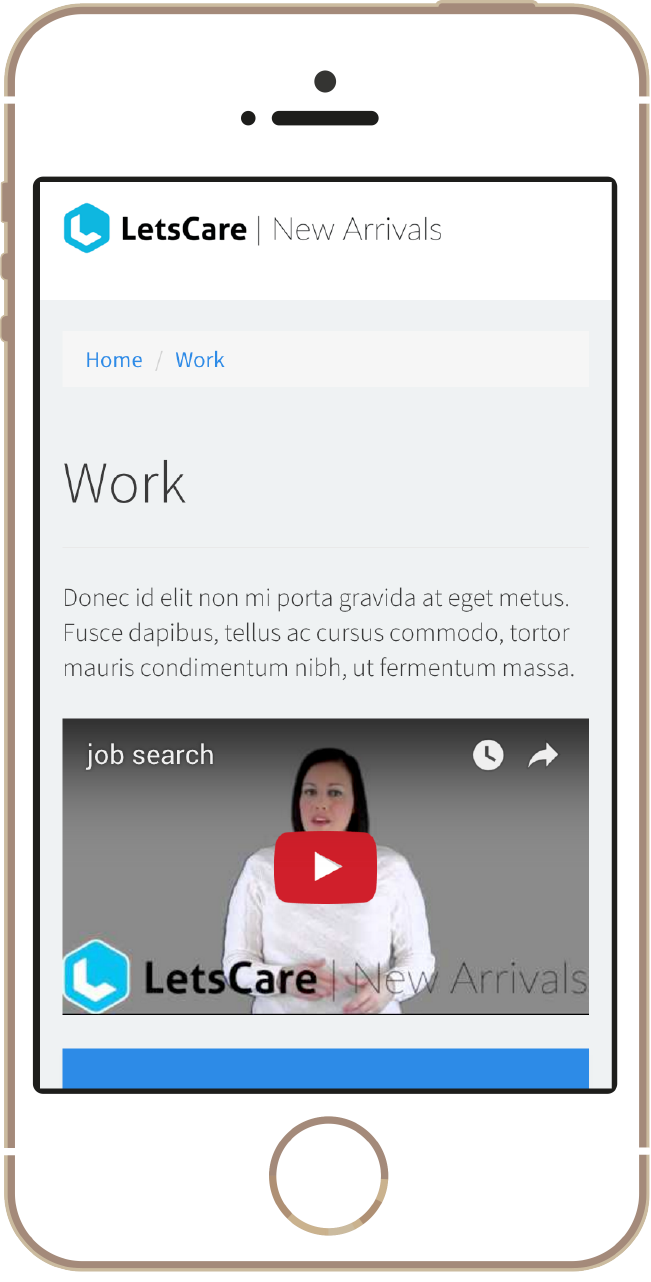 LetsCare | New Arrivals
Home / Work
Work
Donec id elit non mi porta gravida at eget metus.
Fusce dapibus, tellus ac cursus commodo, tortor
mauris condimentum nibh, ut fermentum massa.
job search
LetsCare | New Arrivals